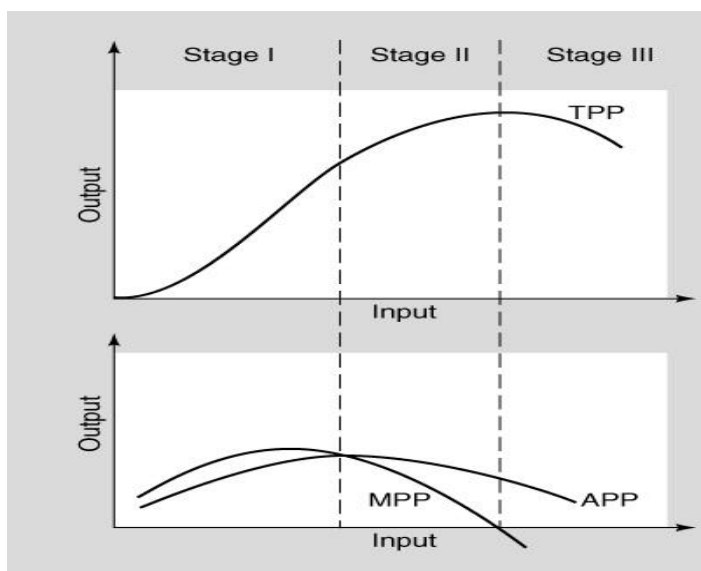 Stage I Stage II Stage III
TPP
Output
Input
Output
MPP APP
Input